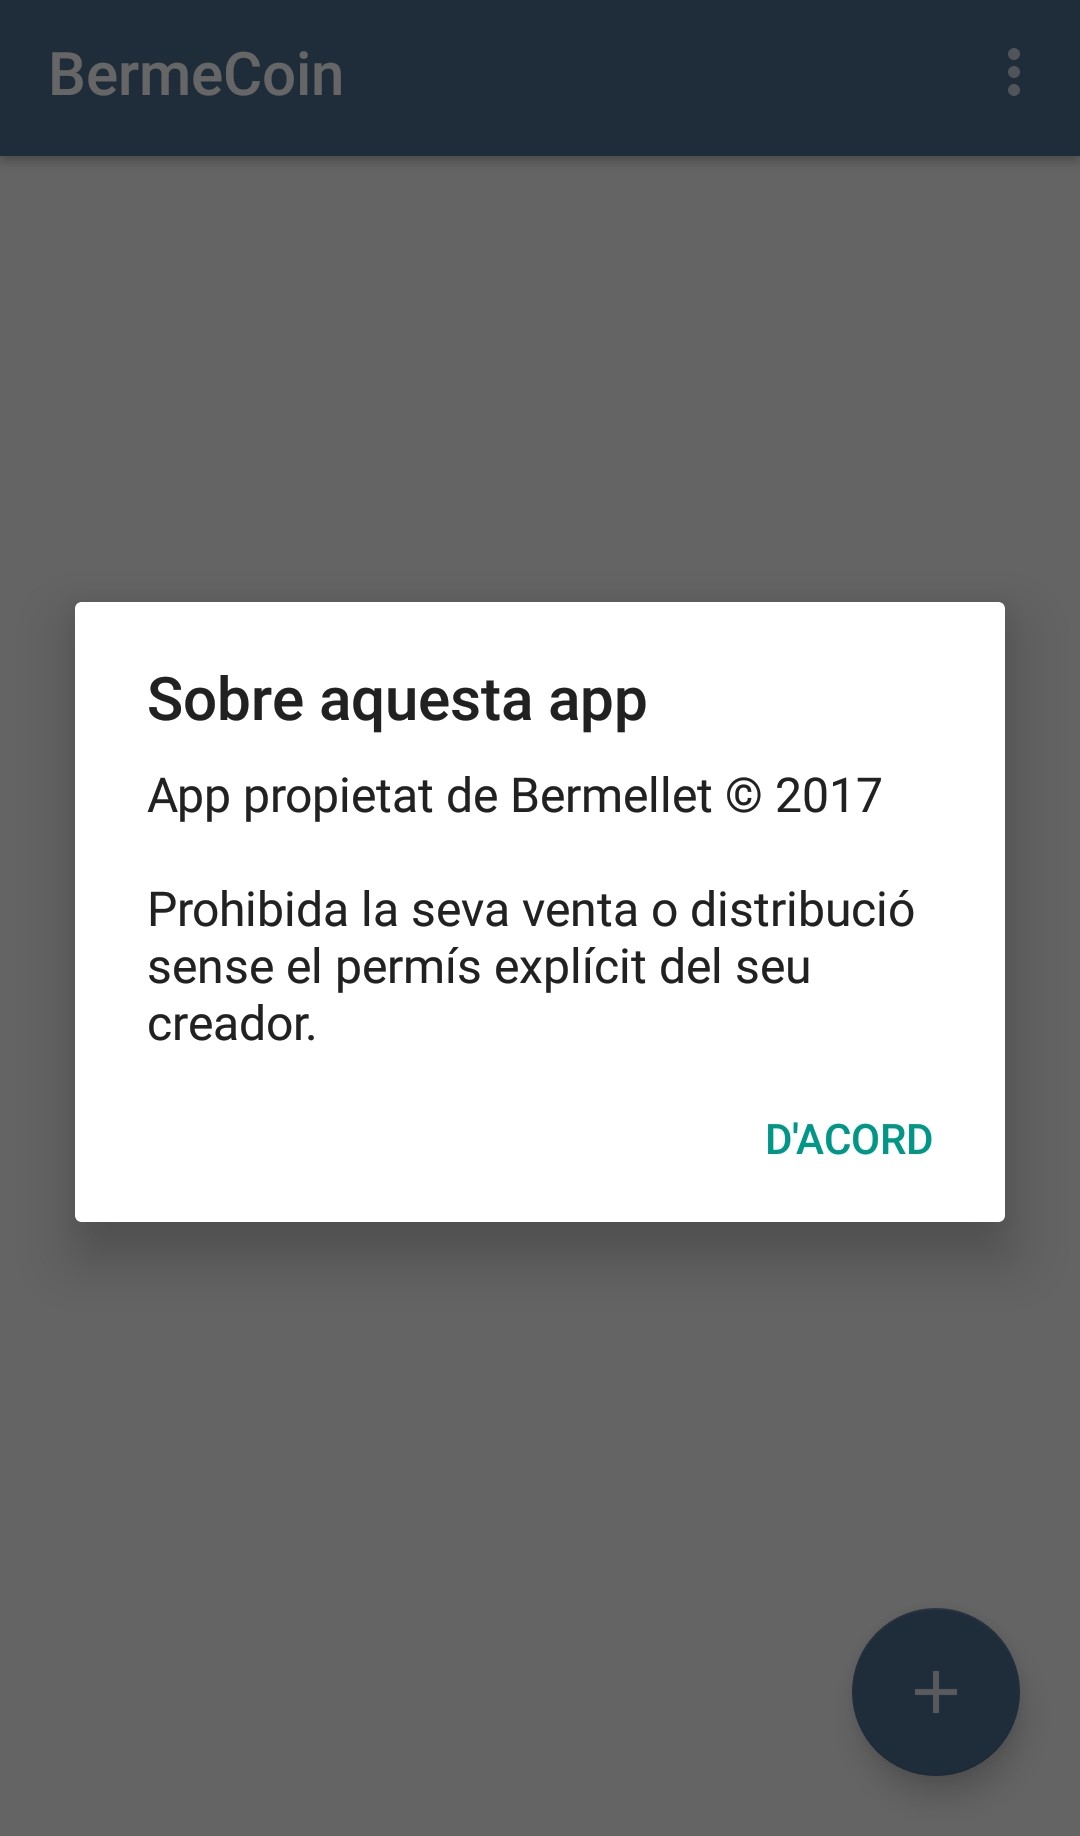 BermeCoin
Sobre aquesta app
App propietat de Bermellet © 2017
Prohibida la seva venta o distribució
sense el permís explícit del seu
creador.
D'ACORD